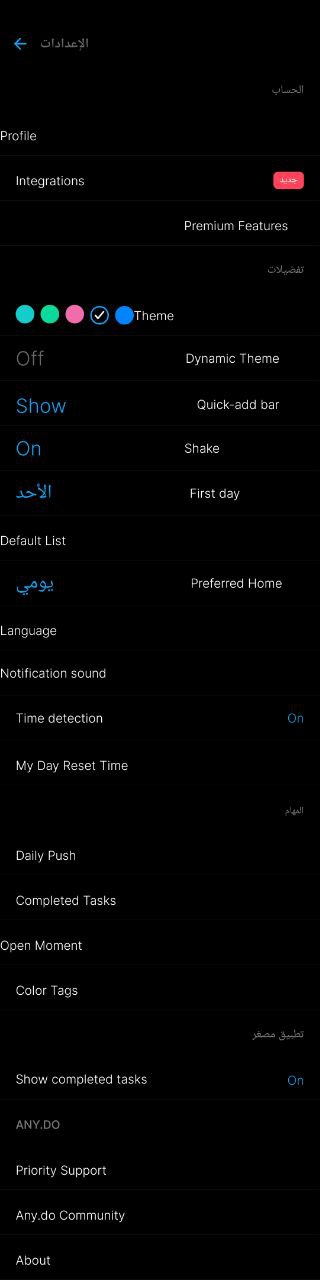 الإعدادات
الحساب
Profile
Integrations جديد
Premium Features
تفضيلات
Theme
Off Dynamic Theme
Show Quick-add bar
On Shake
الأحد First day
Default List
يومي Preferred Home
Language
Notification sound
Time detection On
My Day Reset Time
المهام
Daily Push
Completed Tasks
Open Moment
Color Tags
تطبيق مصغر
Show completed tasks On
ANY.DO
Priority Support
Any.do Community
About